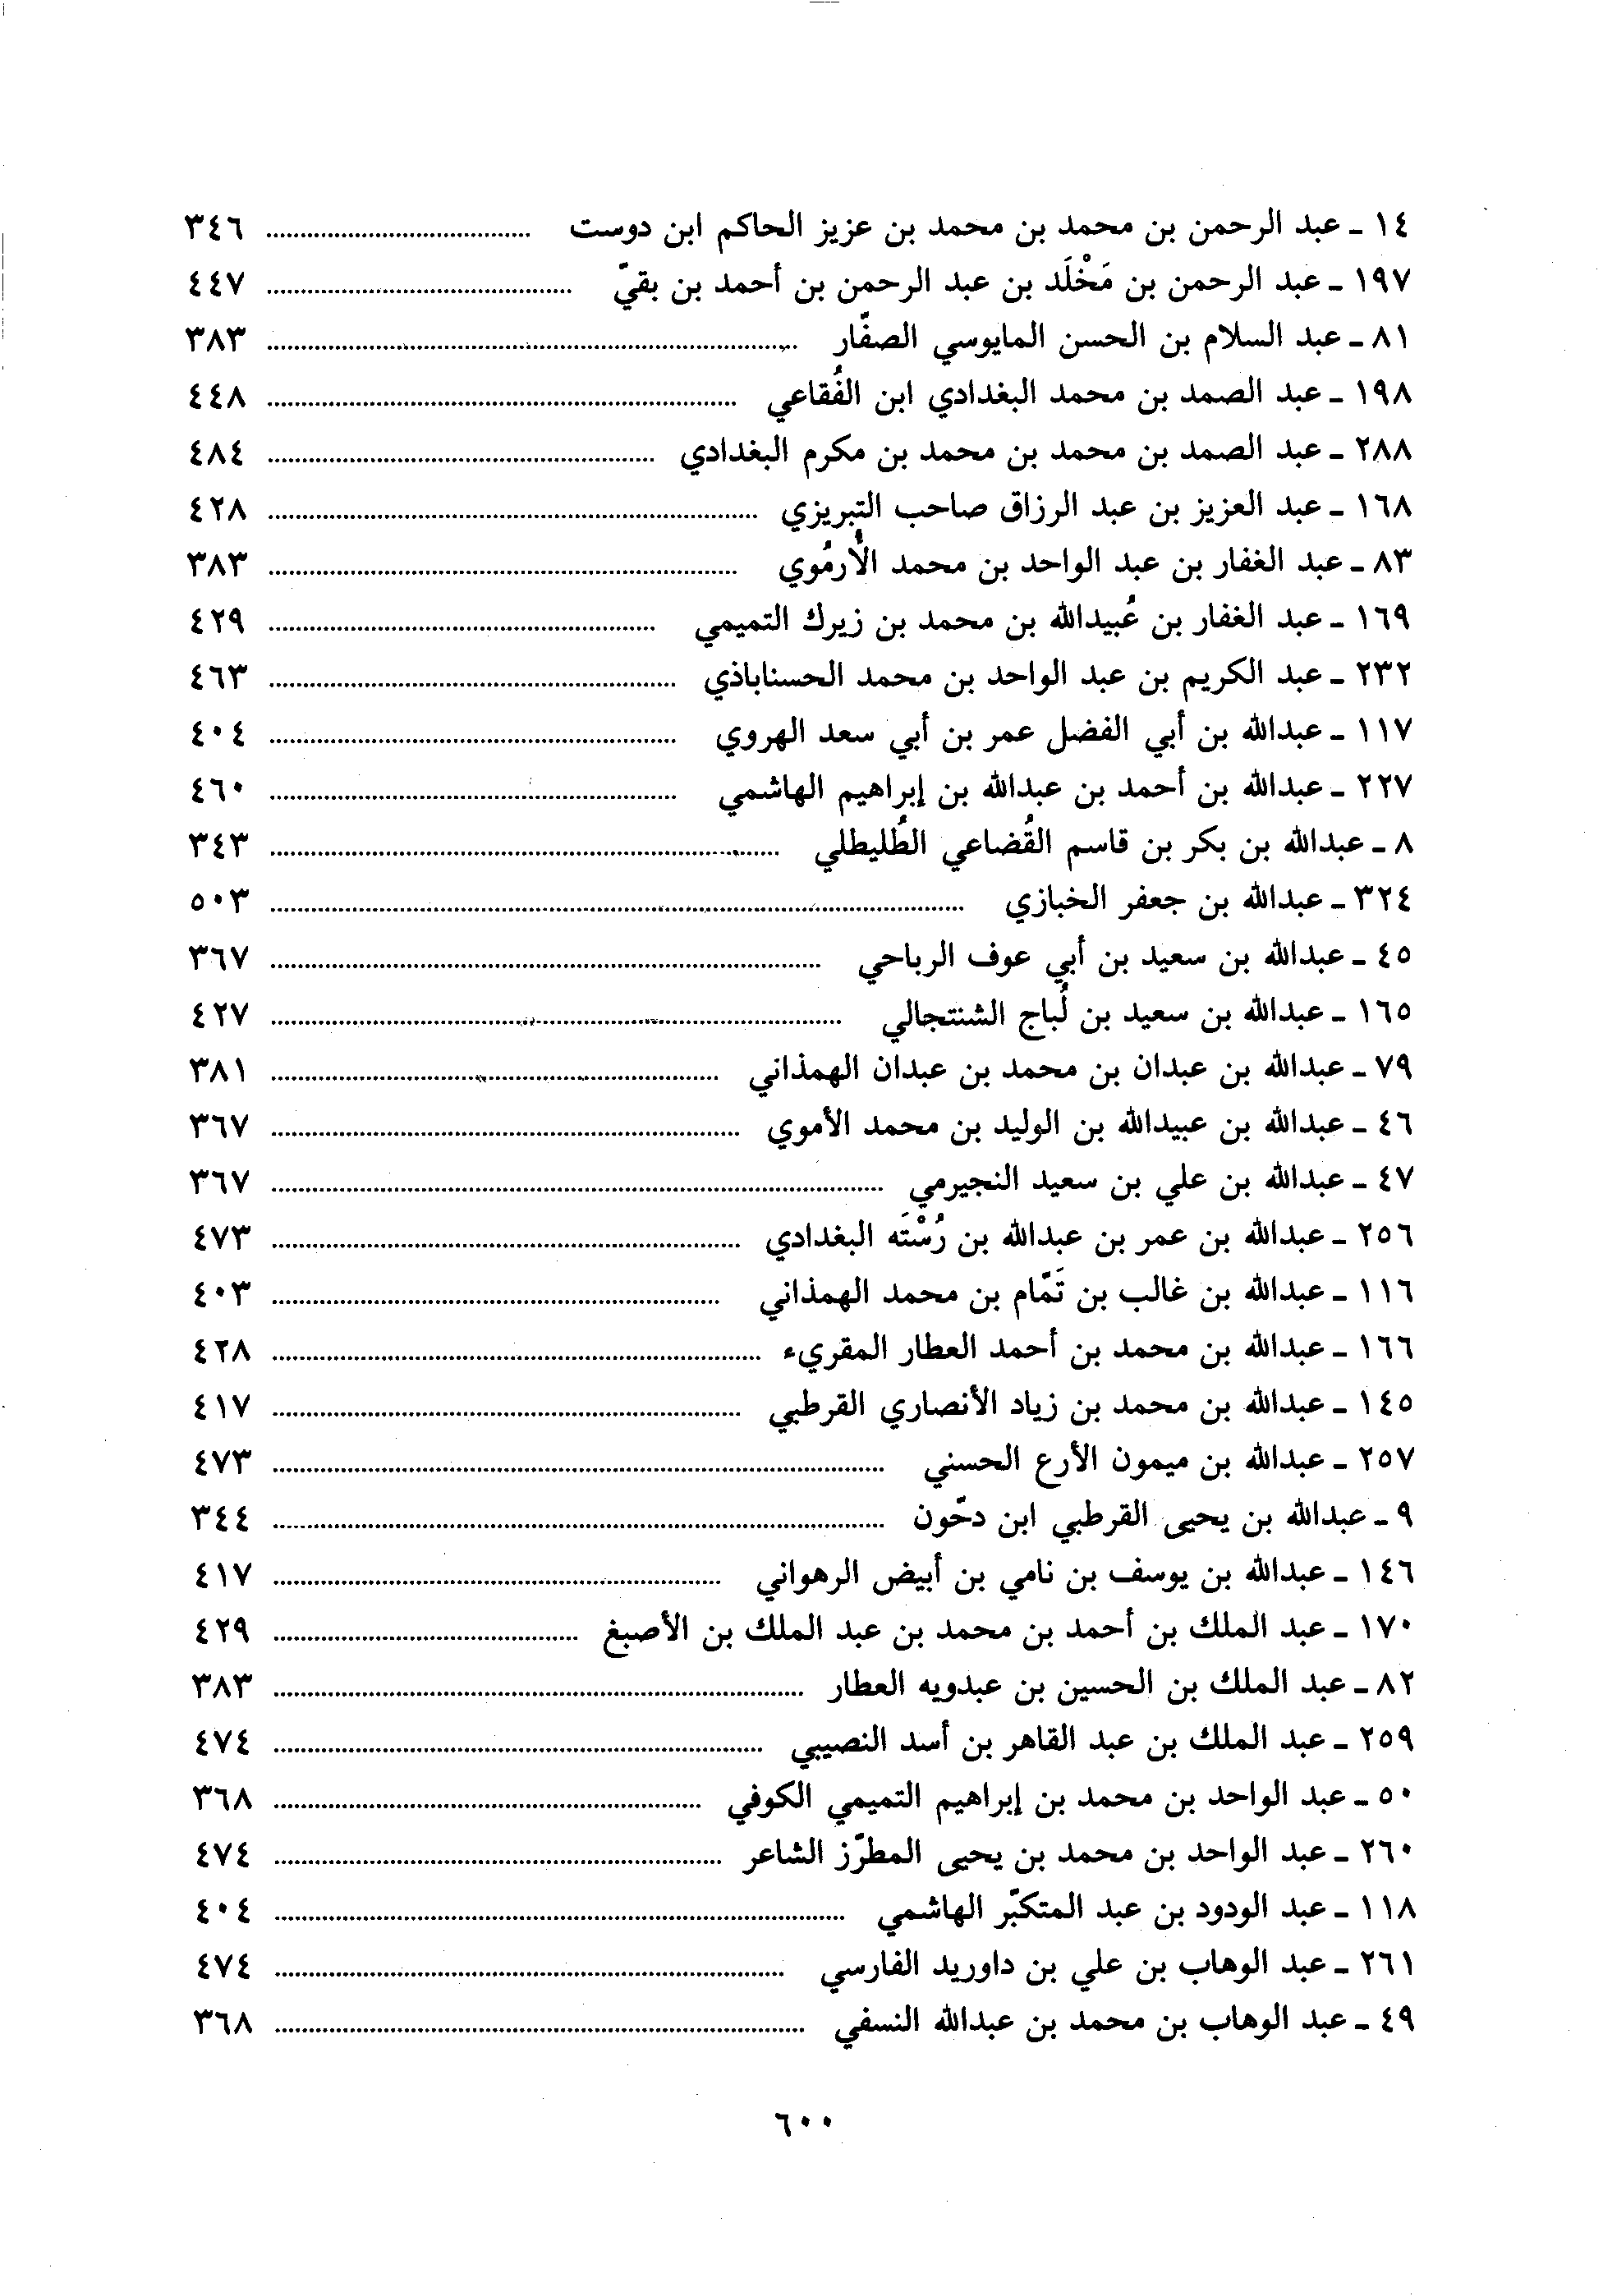 ١٤ ـ عبد الرحمن بن محمد بن محمد بن عزيز الحاكم ابن دوست ........ ٣٤٦
١٩٧ ـ عبد الرحمن بن مَخْلَد بن عبد الرحمن بن أحمد بن بقيّ ........ ٤٤٧
٨١ ـ عبد السلام بن الحسن المايوسي الصفّار ........ ٣٨٣
١٩٨ ـ عبد الصمد بن محمد البغدادي ابن الفُقاعي ........ ٤٤٨
٢٨٨ ـ عبد الصمد بن محمد بن محمد بن مكرم البغدادي ........ ٤٨٤
١٦٨ ـ عبد العزيز بن عبد الرزاق صاحب التبريزي ........ ٤٢٨
٨٣ ـ عبد الغفار بن عبد الواحد بن محمد الأُرمُوي ........ ٣٨٣
١٦٩ ـ عبد الغفار بن عُبيدالله بن محمد بن زيرك التميمي ........ ٤٢٩
٢٣٢ ـ عبد الكريم بن عبد الواحد بن محمد الحسناباذي ........ ٤٦٣
١١٧ ـ عبدالله بن أبي الفضل عمر بن أبي سعد الهروي ........ ٤٠٤
٢٢٧ ـ عبدالله بن أحمد بن عبدالله بن إبراهيم الهاشمي ........ ٤٦٠
٨ ـ عبدالله بن بكر بن قاسم القُضاعي الطُليطلي ........ ٣٤٣
٣٢٤ ـ عبدالله بن جعفر الخبازي ........ ٥٠٣
٤٥ ـ عبدالله بن سعيد بن أبي عوف الرباحي ........ ٣٦٧
١٦٥ ـ عبدالله بن سعيد بن لُباج الشنتجالي ........ ٤٢٧
٧٩ ـ عبدالله بن عبدان بن محمد بن عبدان الهمذاني ........ ٣٨١
٤٦ ـ عبدالله بن عبيدالله بن الوليد بن محمد الأموي ........ ٣٦٧
٤٧ ـ عبدالله بن علي بن سعيد النجيرمي ........ ٣٦٧
٢٥٦ ـ عبدالله بن عمر بن عبدالله بن رُسْتَه البغدادي ........ ٤٧٣
١١٦ ـ عبدالله بن غالب بن تَمّام بن محمد الهمذاني ........ ٤٠٣
١٦٦ ـ عبدالله بن محمد بن أحمد العطار المقريء ........ ٤٢٨
١٤٥ ـ عبدالله بن محمد بن زياد الأنصاري القرطبي ........ ٤١٧
٢٥٧ ـ عبدالله بن ميمون الأرع الحسني ........ ٤٧٣
٩ ـ عبدالله بن يحيى القرطبي ابن دحّون ........ ٣٤٤
١٤٦ ـ عبدالله بن يوسف بن نامي بن أبيض الرهواني ........ ٤١٧
١٧٠ ـ عبد الملك بن أحمد بن محمد بن عبد الملك بن الأصبغ ........ ٤٢٩
٨٢ ـ عبد الملك بن الحسين بن عبدويه العطار ........ ٣٨٣
٢٥٩ ـ عبد الملك بن عبد القاهر بن أسد النصيبي ........ ٤٧٤
٥٠ ـ عبد الواحد بن محمد بن إبراهيم التميمي الكوفي ........ ٣٦٨
٢٦٠ ـ عبد الواحد بن محمد بن يحيى المطرّز الشاعر ........ ٤٧٤
١١٨ ـ عبد الودود بن عبد المتكبّر الهاشمي ........ ٤٠٤
٢٦١ ـ عبد الوهاب بن علي بن داوريد الفارسي ........ ٤٧٤
٤٩ ـ عبد الوهاب بن محمد بن عبدالله النسفي ........ ٣٦٨
٦٠٠